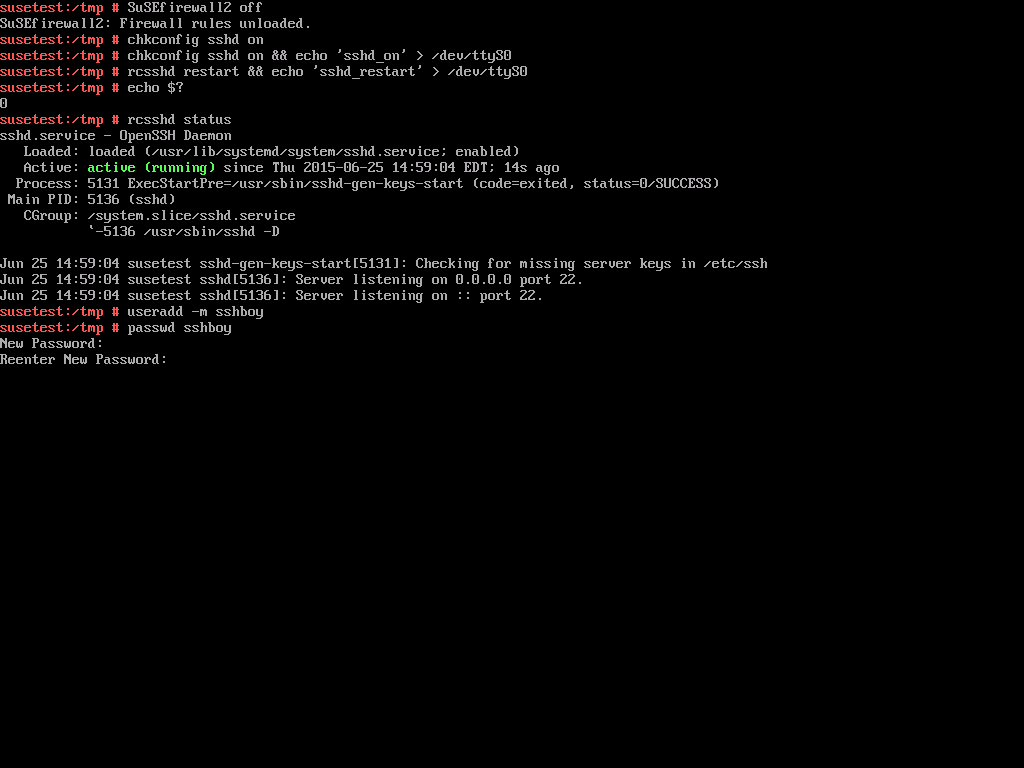 susetest:/tmp # SuSEfirewall2 off
SuSEfirewall2: Firewall rules unloaded.
susetest:/tmp # chkconfig sshd on
susetest:/tmp # chkconfig sshd on && echo 'sshd_on' > /dev/ttyS0
susetest:/tmp # rcsshd restart && echo 'sshd_restart' > /dev/ttyS0
susetest:/tmp # echo $?
0
susetest:/tmp # rcsshd status
sshd.service - OpenSSH Daemon
   Loaded: loaded (/usr/lib/systemd/system/sshd.service; enabled)
   Active: active (running) since Thu 2015-06-25 14:59:04 EDT; 14s ago
  Process: 5131 ExecStartPre=/usr/sbin/sshd-gen-keys-start (code=exited, status=0/SUCCESS)
 Main PID: 5136 (sshd)
   CGroup: /system.slice/sshd.service
           `-5136 /usr/sbin/sshd -D

Jun 25 14:59:04 susetest sshd-gen-keys-start[5131]: Checking for missing server keys in /etc/ssh
Jun 25 14:59:04 susetest sshd[5136]: Server listening on 0.0.0.0 port 22.
Jun 25 14:59:04 susetest sshd[5136]: Server listening on :: port 22.
susetest:/tmp # useradd -m sshboy
susetest:/tmp # passwd sshboy
New Password:
Reenter New Password: